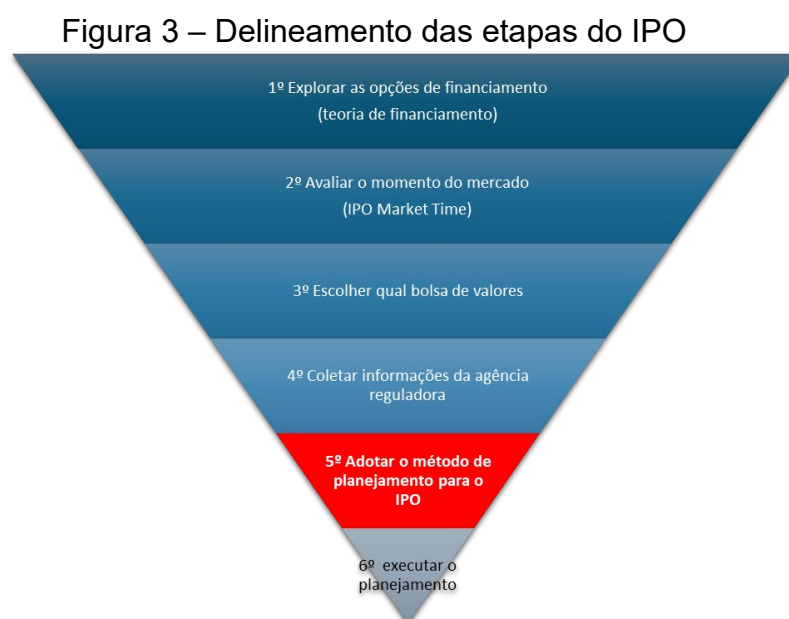 Figura 3 – Delineamento das etapas do IPO
1º Explorar as opções de financiamento
(teoria de financiamento)
2º Avaliar o momento do mercado
(IPO Market Time)
3º Escolher qual bolsa de valores
4º Coletar informações da agência
reguladora
5º Adotar o método de
planejamento para o
IPO
6º executar o
planejamento